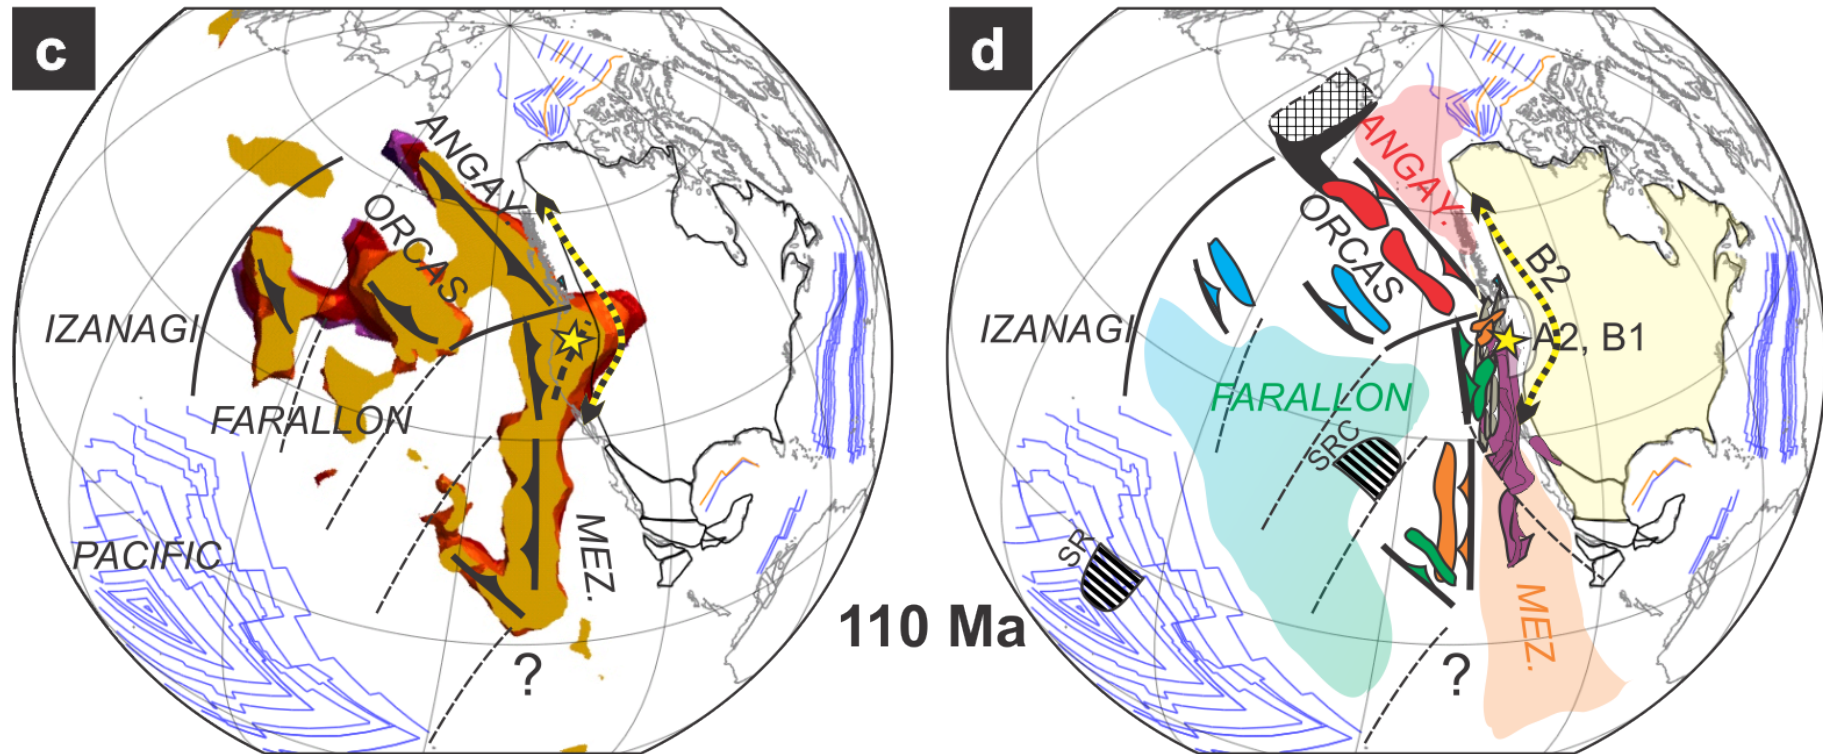 c
ANGAY.
ORCAS
IZANAGI
FARALLON
PACIFIC
MEZ.
?
110 Ma
d
ANGAY.
ORCAS
B2
IZANAGI
A2, B1
FARALLON
SRC
SR
MEZ.
?